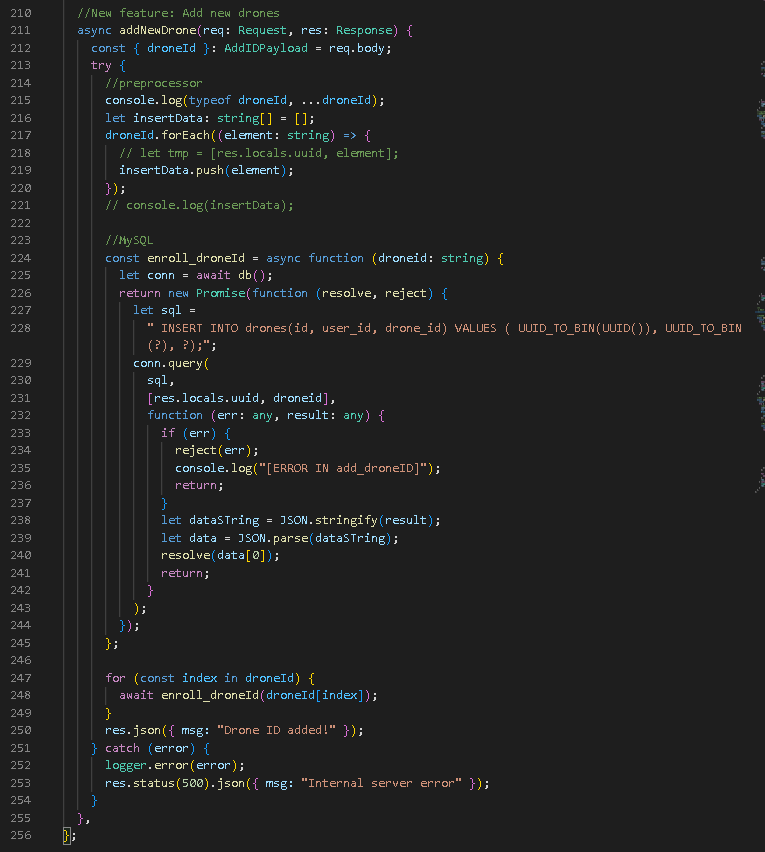 210 //New feature: Add new drones
211 async addNewDrone(req: Request, res: Response) {
212 const { droneId }: AddIDPayload = req.body;
213 try {
214 //preprocessor
215 console.log(typeof droneId, ...droneId);
216 let insertData: string[] = [];
217 droneId.forEach((element: string) => {
218 // let tmp = [res.locals.uuid, element];
219 insertData.push(element);
220 });
221 // console.log(insertData);
222
223 //MySQL
224 const enroll_droneId = async function (droneid: string) {
225 let conn = await db();
226 return new Promise(function (resolve, reject) {
227 let sql =
228 " INSERT INTO drones(id, user_id, drone_id) VALUES ( UUID_TO_BIN(UUID()), UUID_TO_BIN
(?), ?);";
229 conn.query(
230 sql,
231 [res.locals.uuid, droneid],
232 function (err: any, result: any) {
233 if (err) {
234 reject(err);
235 console.log("[ERROR IN add_droneID]");
236 return;
237 }
238 let dataSTring = JSON.stringify(result);
239 let data = JSON.parse(dataSTring);
240 resolve(data[0]);
241 return;
242 }
243 );
244 });
245 };
246
247 for (const index in droneId) {
248 await enroll_droneId(droneId[index]);
249 }
250 res.json({ msg: "Drone ID added!" });
251 } catch (error) {
252 logger.error(error);
253 res.status(500).json({ msg: "Internal server error" });
254 }
255 },
256 };